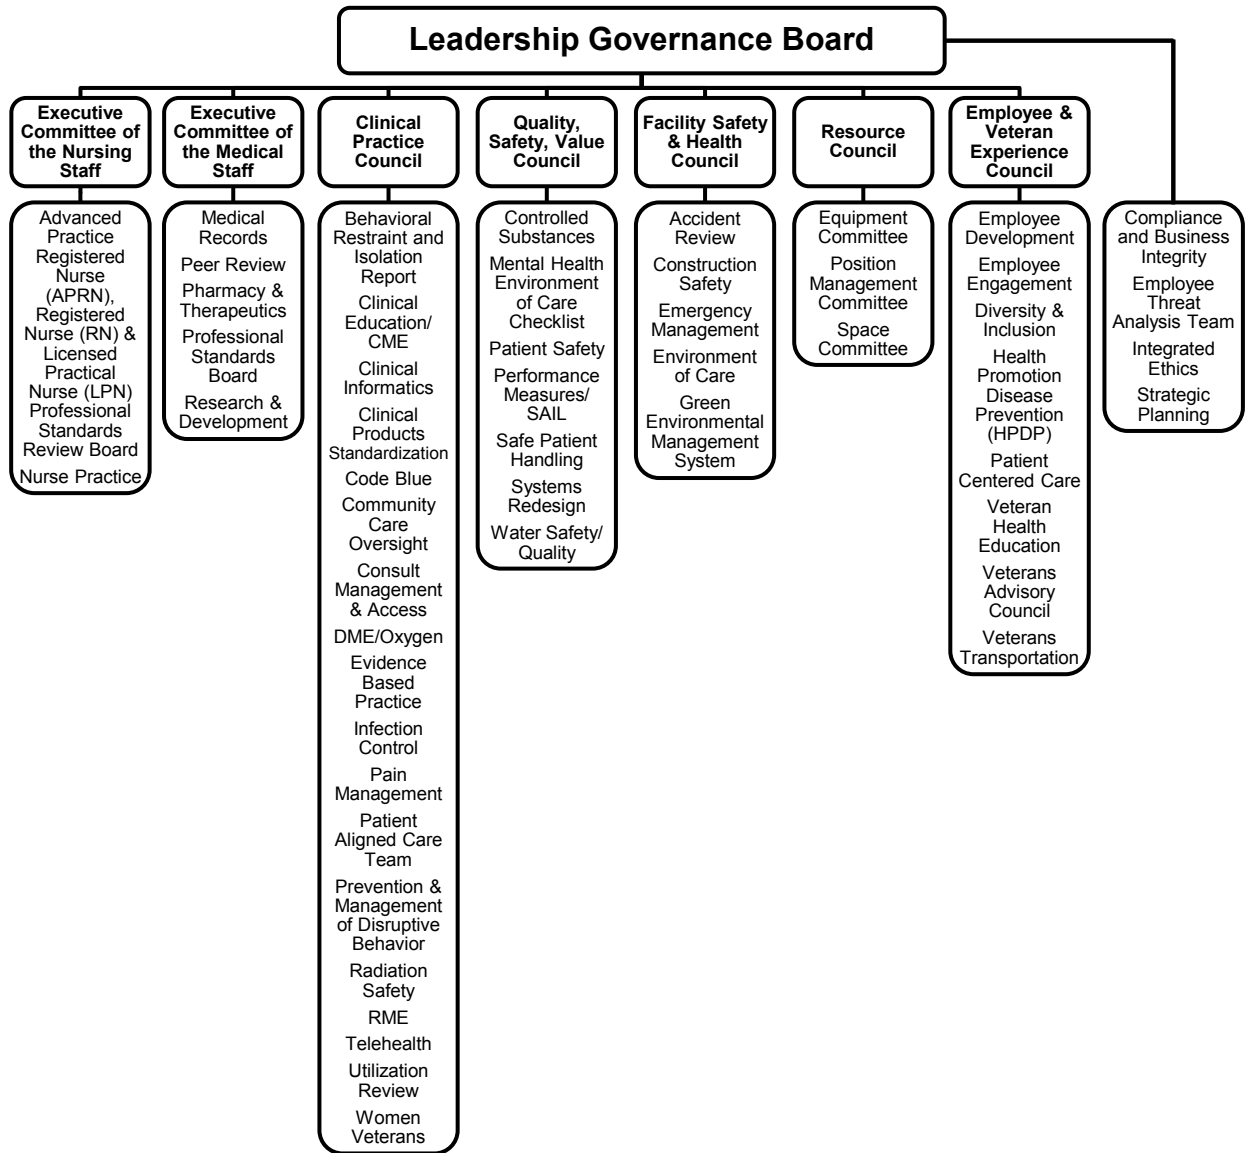 Leadership Governance Board
Executive
Committee of
the Nursing
Staff
Executive
Committee of
the Medical
Staff
Clinical
Practice
Council
Quality,
Safety, Value
Council
Facility Safety
& Health
Council
Resource
Council
Employee &
Veteran
Experience
Council
Advanced
Practice
Registered
Nurse
(APRN),
Registered
Nurse (RN) &
Licensed
Practical
Nurse (LPN)
Professional
Standards
Review Board
Nurse Practice
Medical
Records
Peer Review
Pharmacy &
Therapeutics
Professional
Standards
Board
Research &
Development
Behavioral
Restraint and
Isolation
Report
Clinical
Education/
CME
Clinical
Informatics
Clinical
Products
Standardization
Code Blue
Community
Care
Oversight
Consult
Management
& Access
DME/Oxygen
Evidence
Based
Practice
Infection
Control
Pain
Management
Patient
Aligned Care
Team
Prevention &
Management
of Disruptive
Behavior
Radiation
Safety
RME
Telehealth
Utilization
Review
Women
Veterans
Controlled
Substances
Mental Health
Environment
of Care
Checklist
Patient Safety
Performance
Measures/
SAIL
Safe Patient
Handling
Systems
Redesign
Water Safety/
Quality
Accident
Review
Construction
Safety
Emergency
Management
Environment
of Care
Green
Environmental
Management
System
Equipment
Committee
Position
Management
Committee
Space
Committee
Employee
Development
Employee
Engagement
Diversity &
Inclusion
Health
Promotion
Disease
Prevention
(HPDP)
Patient
Centered Care
Veteran
Health
Education
Veterans
Advisory
Council
Veterans
Transportation
Compliance
and Business
Integrity
Employee
Threat
Analysis Team
Integrated
Ethics
Strategic
Planning